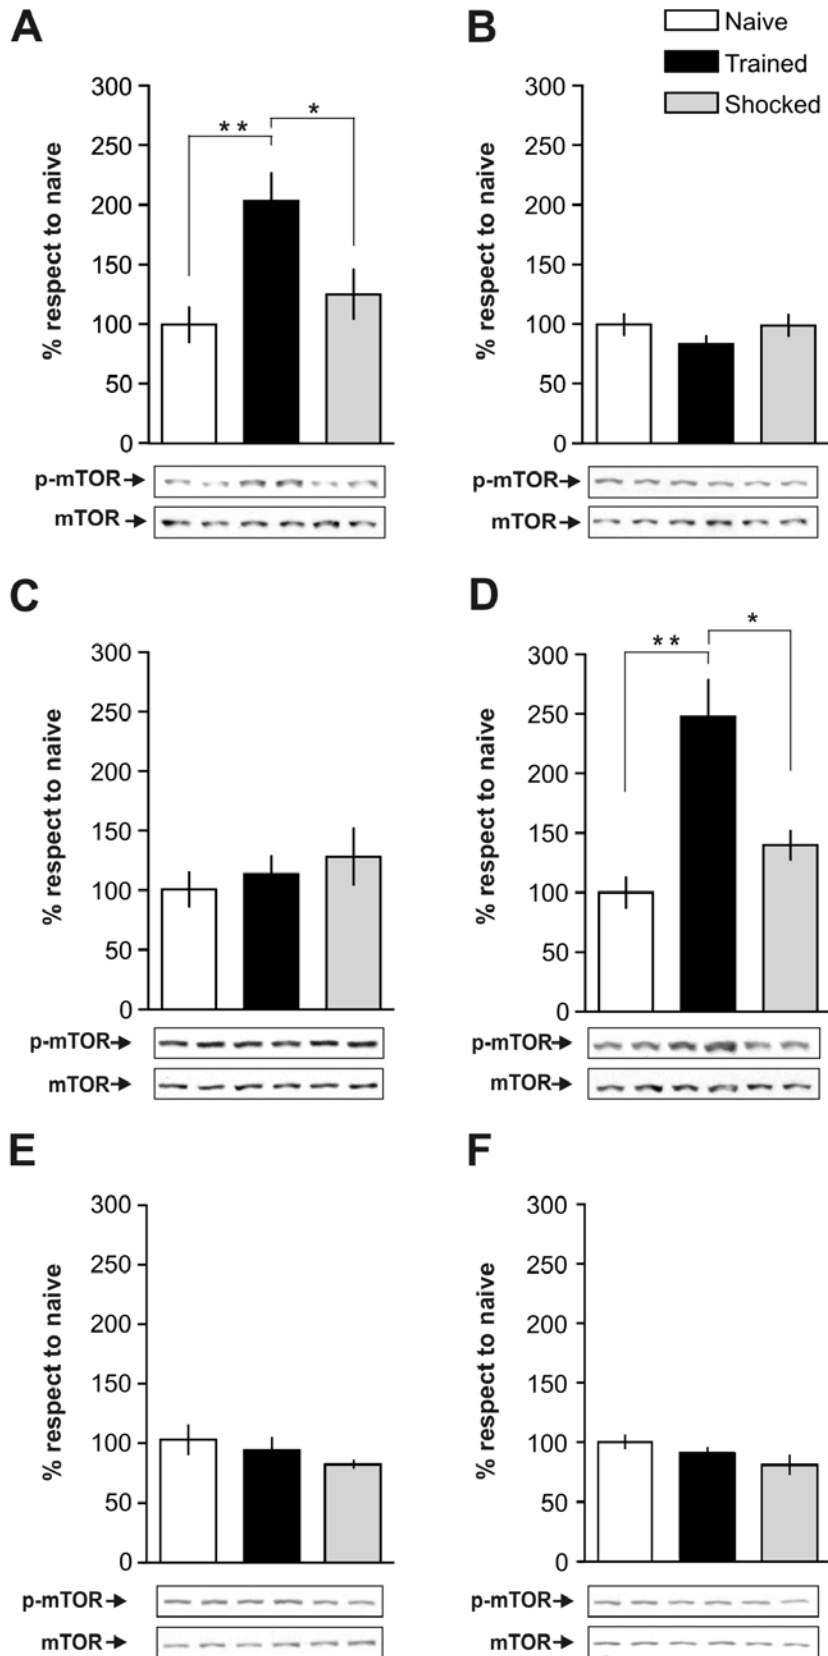 A
B
Naive
Trained
Shocked
% respect to naive
300
250
200
150
100
50
0
* *
*
p-mTOR
mTOR
% respect to naive
300
250
200
150
100
50
0
p-mTOR
mTOR
C
D
% respect to naive
300
250
200
150
100
50
0
p-mTOR
mTOR
% respect to naive
300
250
200
150
100
50
0
* *
*
p-mTOR
mTOR
E
F
% respect to naive
300
250
200
150
100
50
0
p-mTOR
mTOR
% respect to naive
300
250
200
150
100
50
0
p-mTOR
mTOR